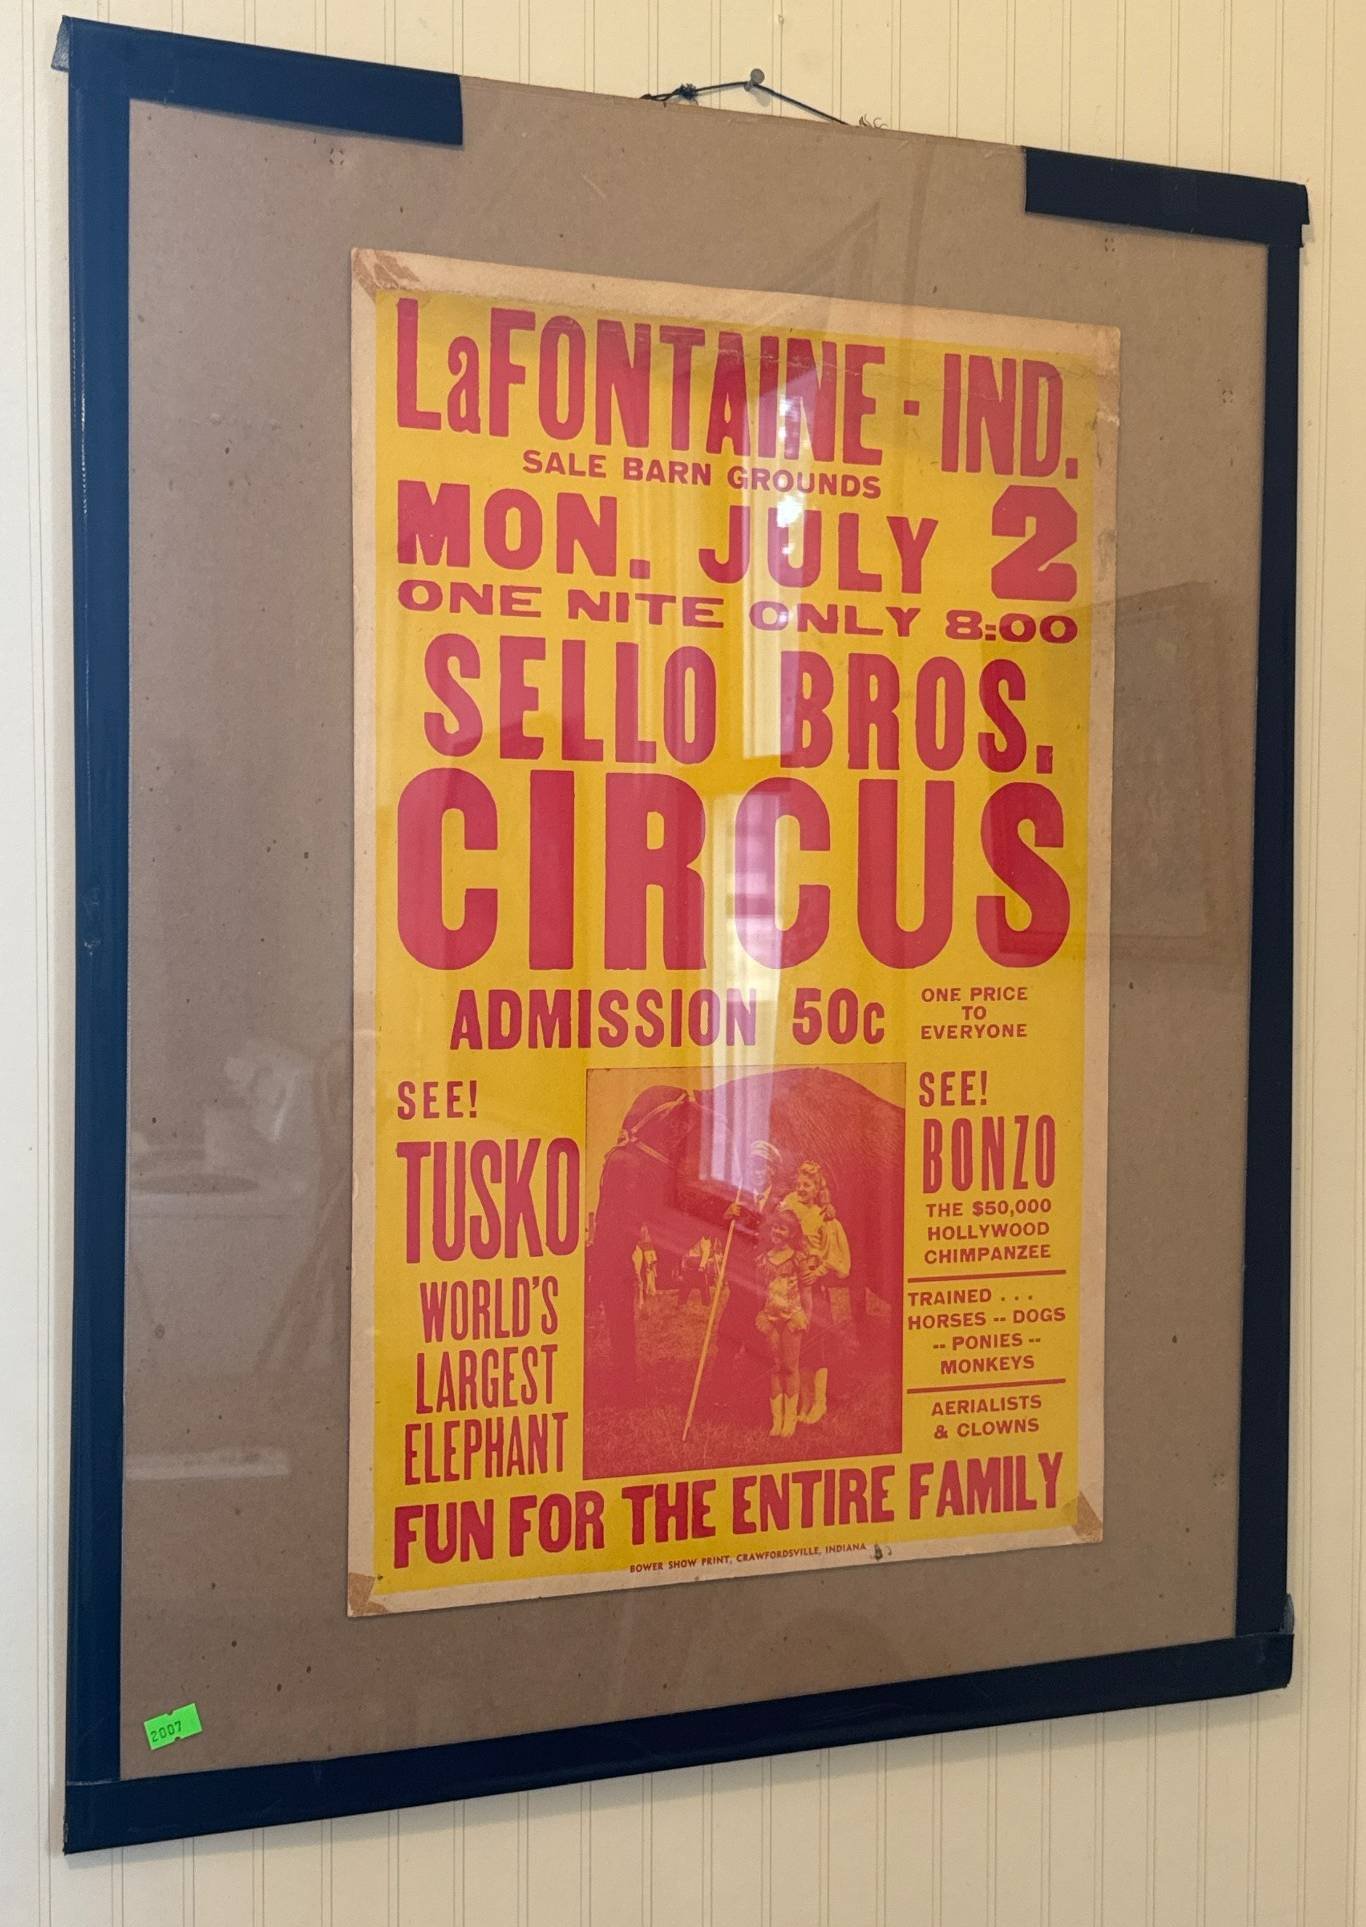 LaFONTAINE - IND.
SALE BARN GROUNDS
MON. JULY 2
ONE NITE ONLY 8:00
SELLO BROS.
CIRCUS
ADMISSION 50c
ONE PRICE
TO
EVERYONE
SEE!
TUSKO
WORLD'S
LARGEST
ELEPHANT
SEE!
BONZO
THE $50,000
HOLLYWOOD
CHIMPANZEE
TRAINED . . .
HORSES -- DOGS
-- PONIES --
MONKEYS
AERIALISTS
& CLOWNS
FUN FOR THE ENTIRE FAMILY
BOWER SHOW PRINT, CRAWFORDSVILLE, INDIANA
2007